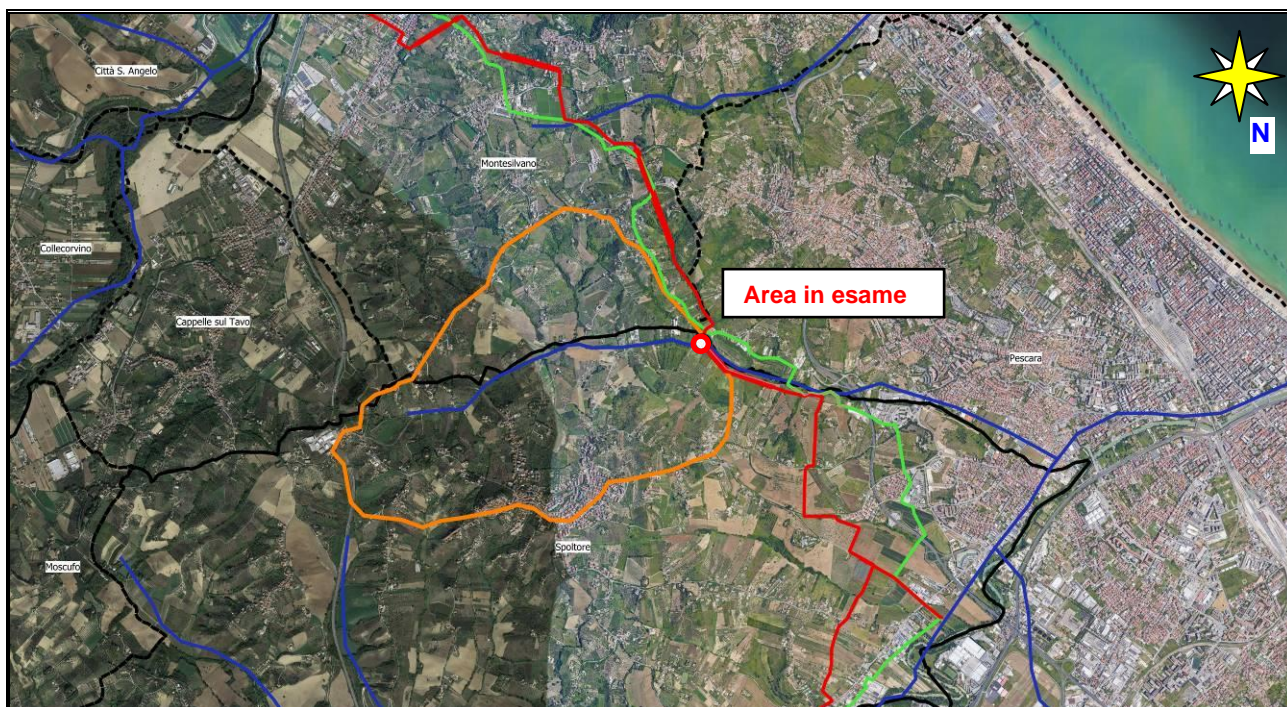 Città S. Angelo
N
Montesilvano
Collecorvino
Area in esame
Cappelle sul Tavo
Pescara
Spoltore
Moscufo